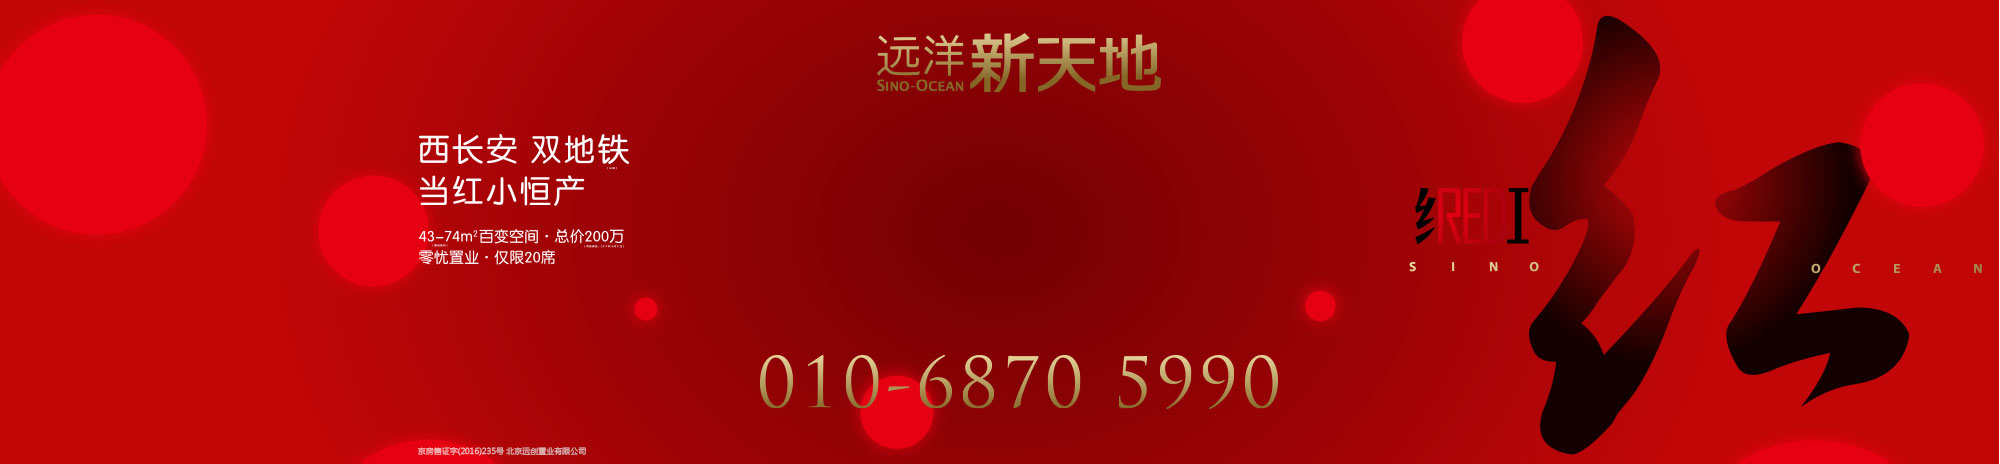 远洋新天地
SINO-OCEAN
西长安 双地铁
当红小恒产
43-74m²百变空间·总价200万
零忧置业·仅限20席
红RED
SINO OCEAN
红
010-6870 5990
京房售证字(2016)235号 北京远创置业有限公司